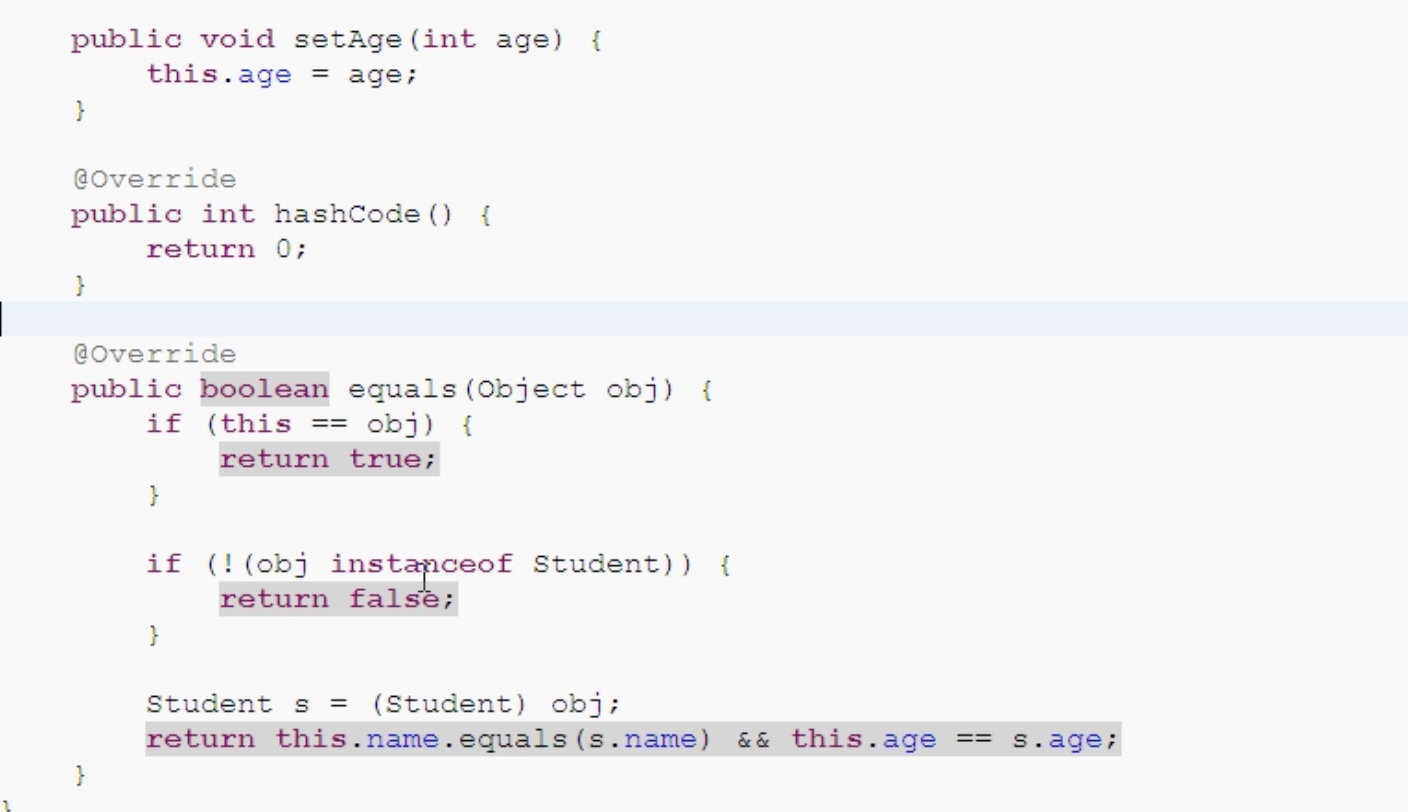 public void setAge(int age) {
this.age = age;
}
@Override
public int hashCode() {
return 0;
}
@Override
public boolean equals(Object obj) {
if (this == obj) {
return true;
}
if (!(obj instanceof Student)) {
return false;
}
Student s = (Student) obj;
return this.name.equals(s.name) && this.age == s.age;
}
}